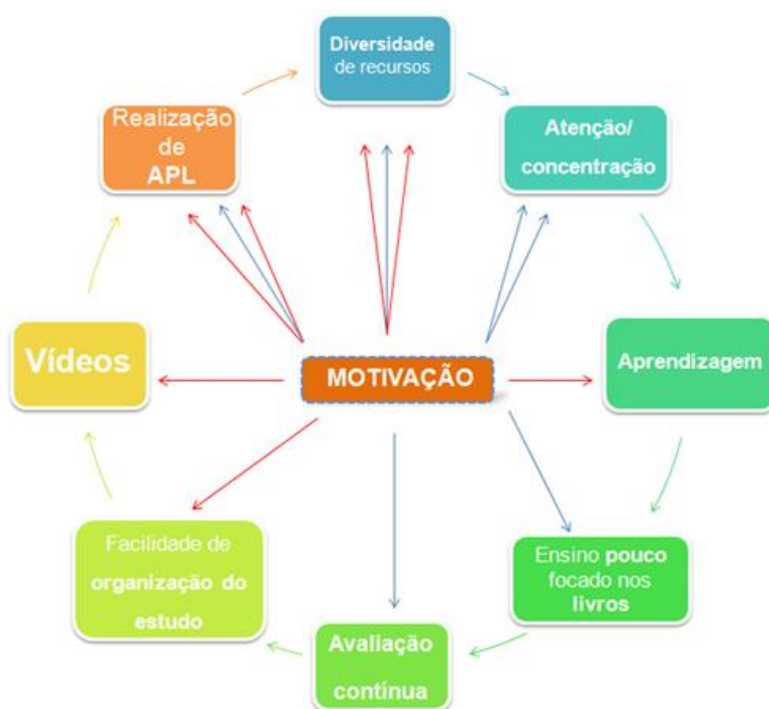 Diversidade
de recursos
Realização
de
APL
Atenção/
concentração
Vídeos
MOTIVAÇÃO
Aprendizagem
Facilidade de
organização do
estudo
Ensino pouco
focado nos
livros
Avaliação
contínua